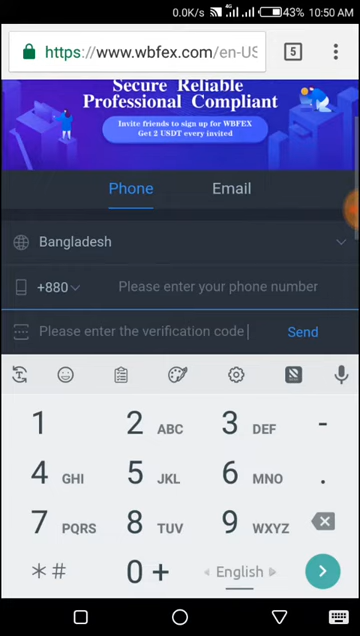 0.0K/s 4G 43% 10:50 AM
https://www.wbfex.com/en-US
5
Secure Reliable
Professional Compliant
Invite friends to sign up for WBFEX
Get 2 USDT every invited
Phone Email
Bangladesh
+880 Please enter your phone number
Please enter the verification code Send
1 2 ABC 3 DEF -
4 GHI 5 JKL 6 MNO .
7 PQRS 8 TUV 9 WXYZ
*# 0 + English